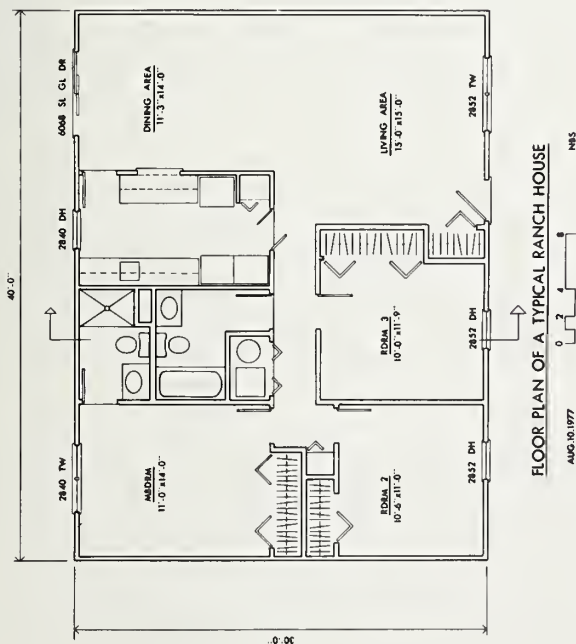 40'-0"
6068 SL GL DR
2840 DH
2840 TW
DINING AREA
11'-3"x14'-0"
MBDRM
11'-0"x14'-0"
LIVING AREA
15'-0"x15'-0"
BDRM 3
10'-0"x11'-9"
BDRM 2
10'-6"x11'-0"
2852 TW
2852 DH
2852 DH
30'-0"
FLOOR PLAN OF A TYPICAL RANCH HOUSE
AUG.10.1977
0 2 4 8
NBS